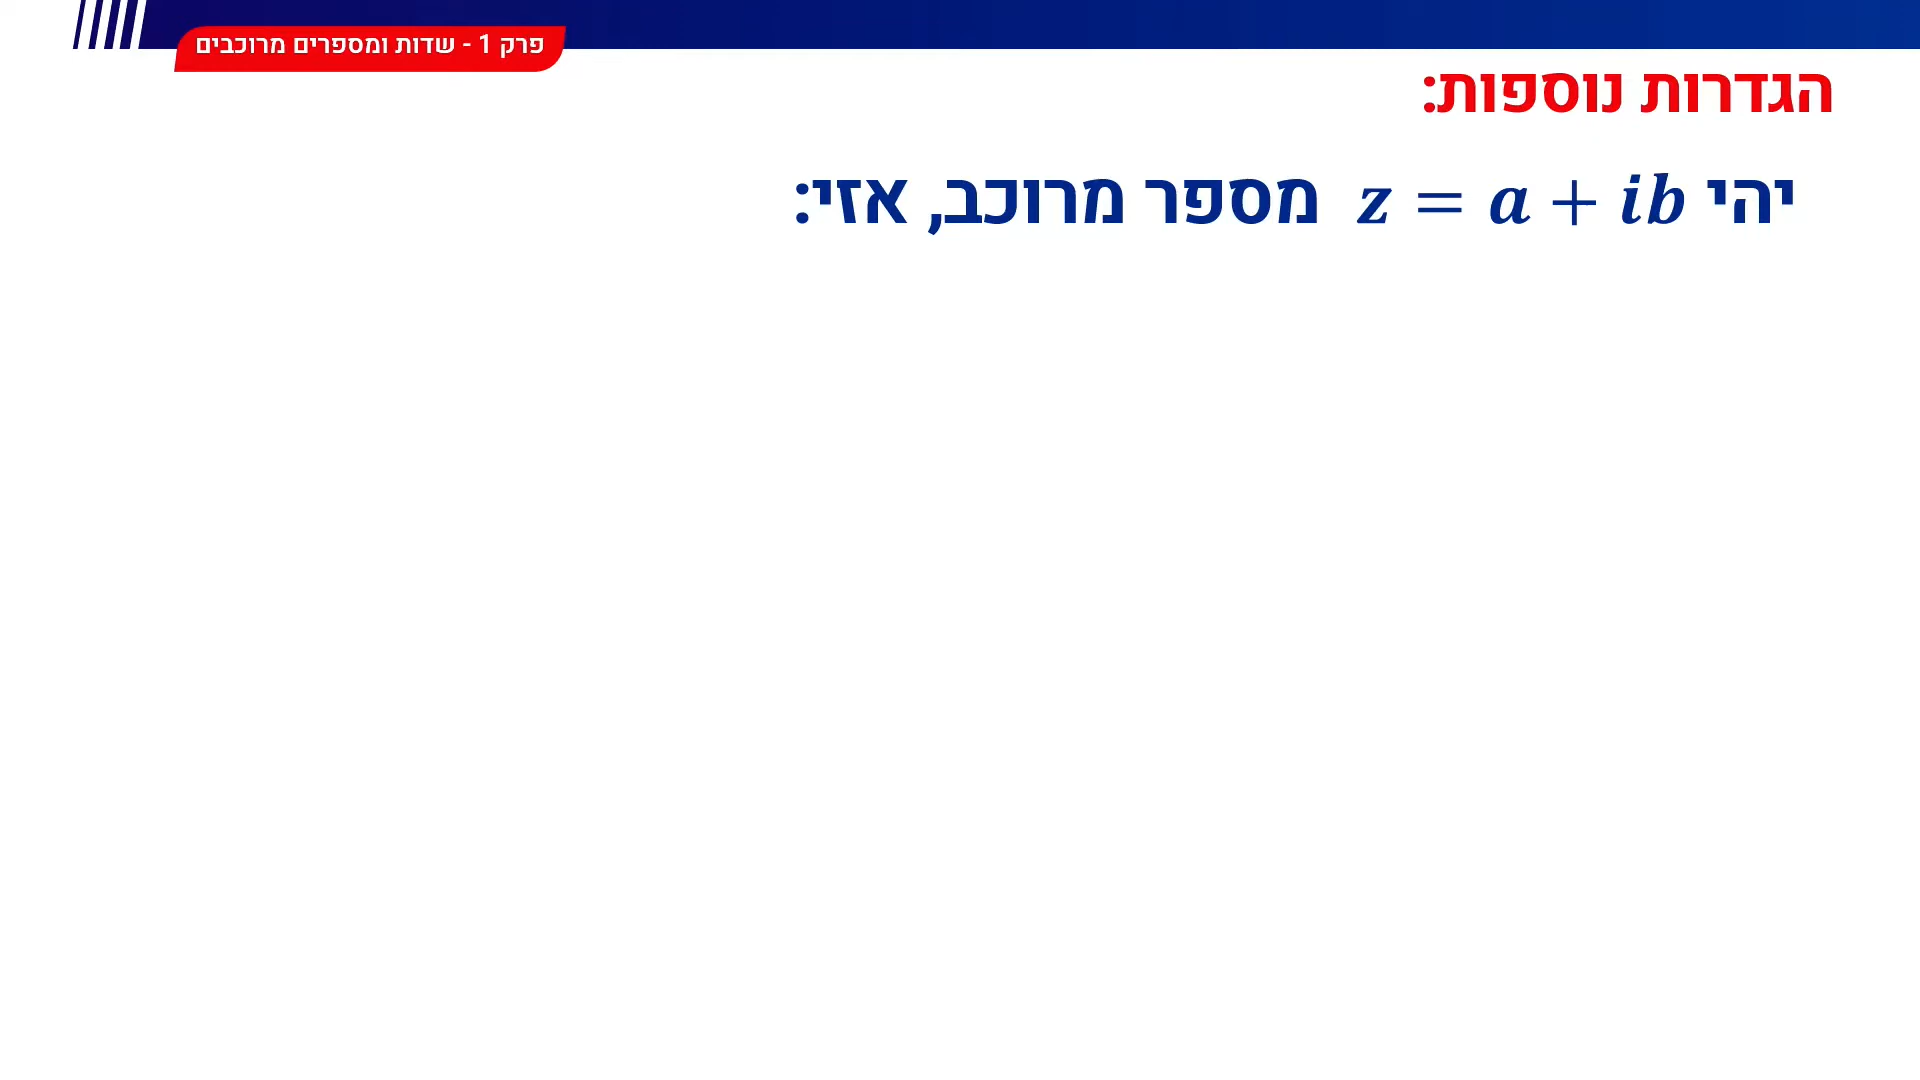 פרק 1 - שדות ומספרים מרוכבים
הגדרות נוספות:
יהי z = a + ib מספר מרוכב, אזי: